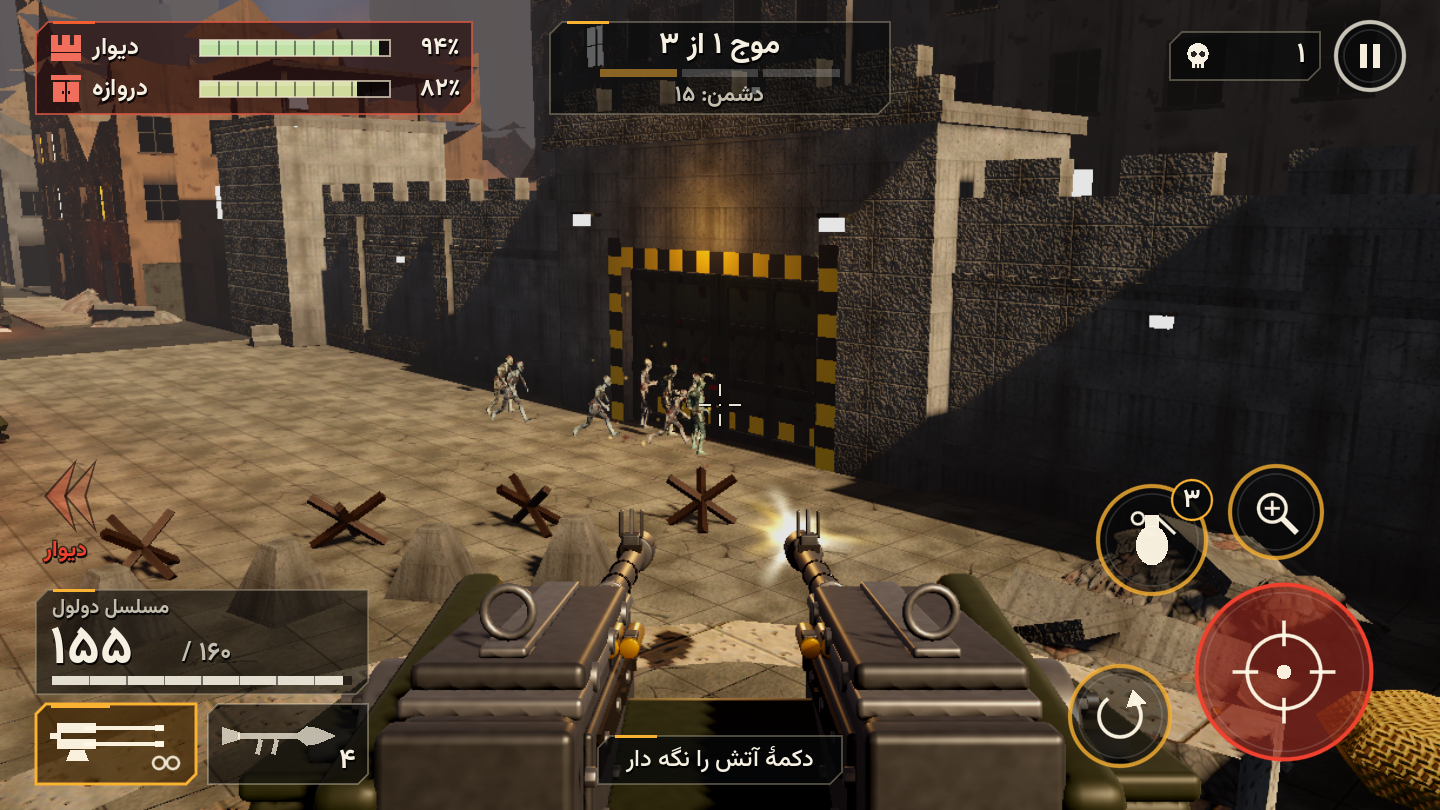 دیوار ۹۴٪
دروازه ۸۲٪
موج ۱ از ۳
دشمن: ۱۵
۱
۳
دیوار
مسلسل دولول
۱۵۵ / ۱۶۰
∞
۴
دکمهٔ آتش را نگه دار